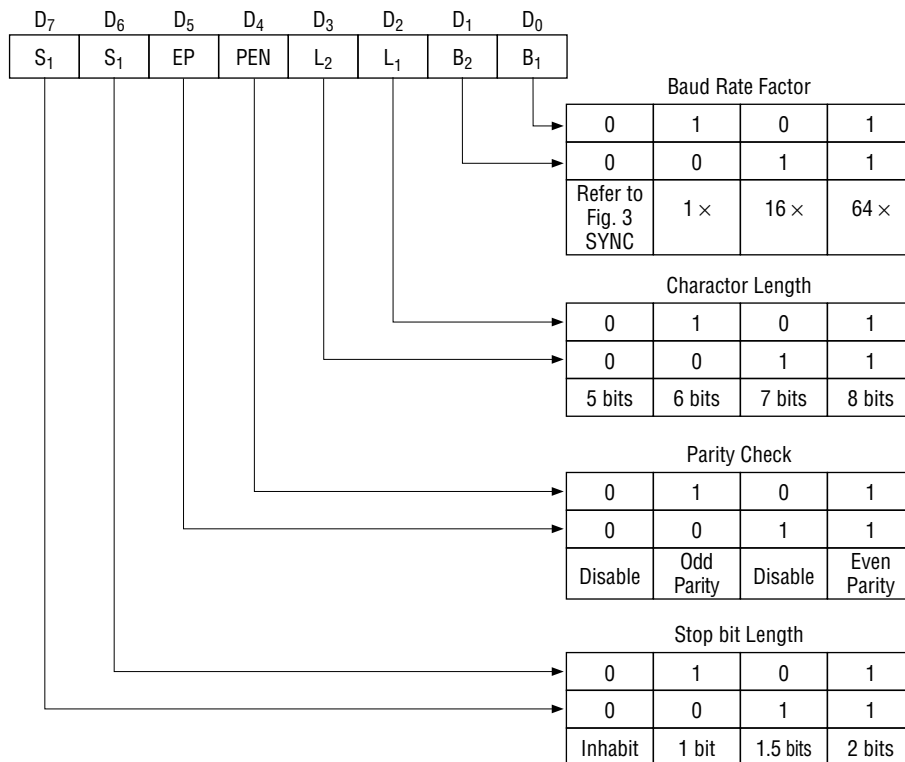 D7 D6 D5 D4 D3 D2 D1 D0
S1 S1 EP PEN L2 L1 B2 B1
Baud Rate Factor
0 1 0 1
0 0 1 1
Refer to
Fig. 3
SYNC
1 × 16 × 64 ×
Charactor Length
0 1 0 1
0 0 1 1
5 bits 6 bits 7 bits 8 bits
Parity Check
0 1 0 1
0 0 1 1
Disable Odd
Parity Disable Even
Parity
Stop bit Length
0 1 0 1
0 0 1 1
Inhabit 1 bit 1.5 bits 2 bits